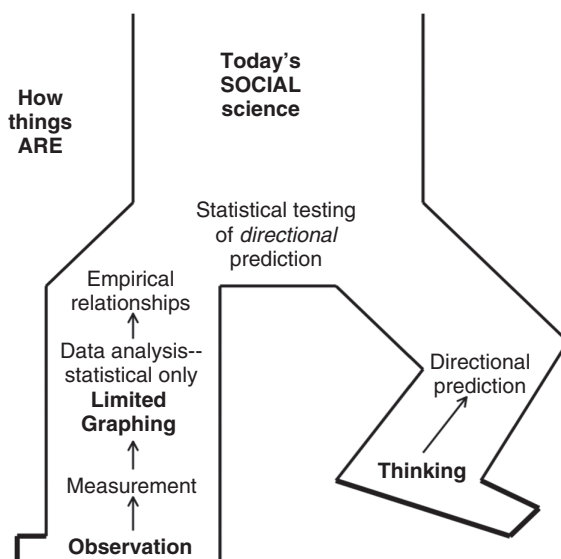 How
things
ARE
Today's
SOCIAL
science
Statistical testing
of directional
prediction
Empirical
relationships
Data analysis--
statistical only
Limited
Graphing
Measurement
Observation
Directional
prediction
Thinking